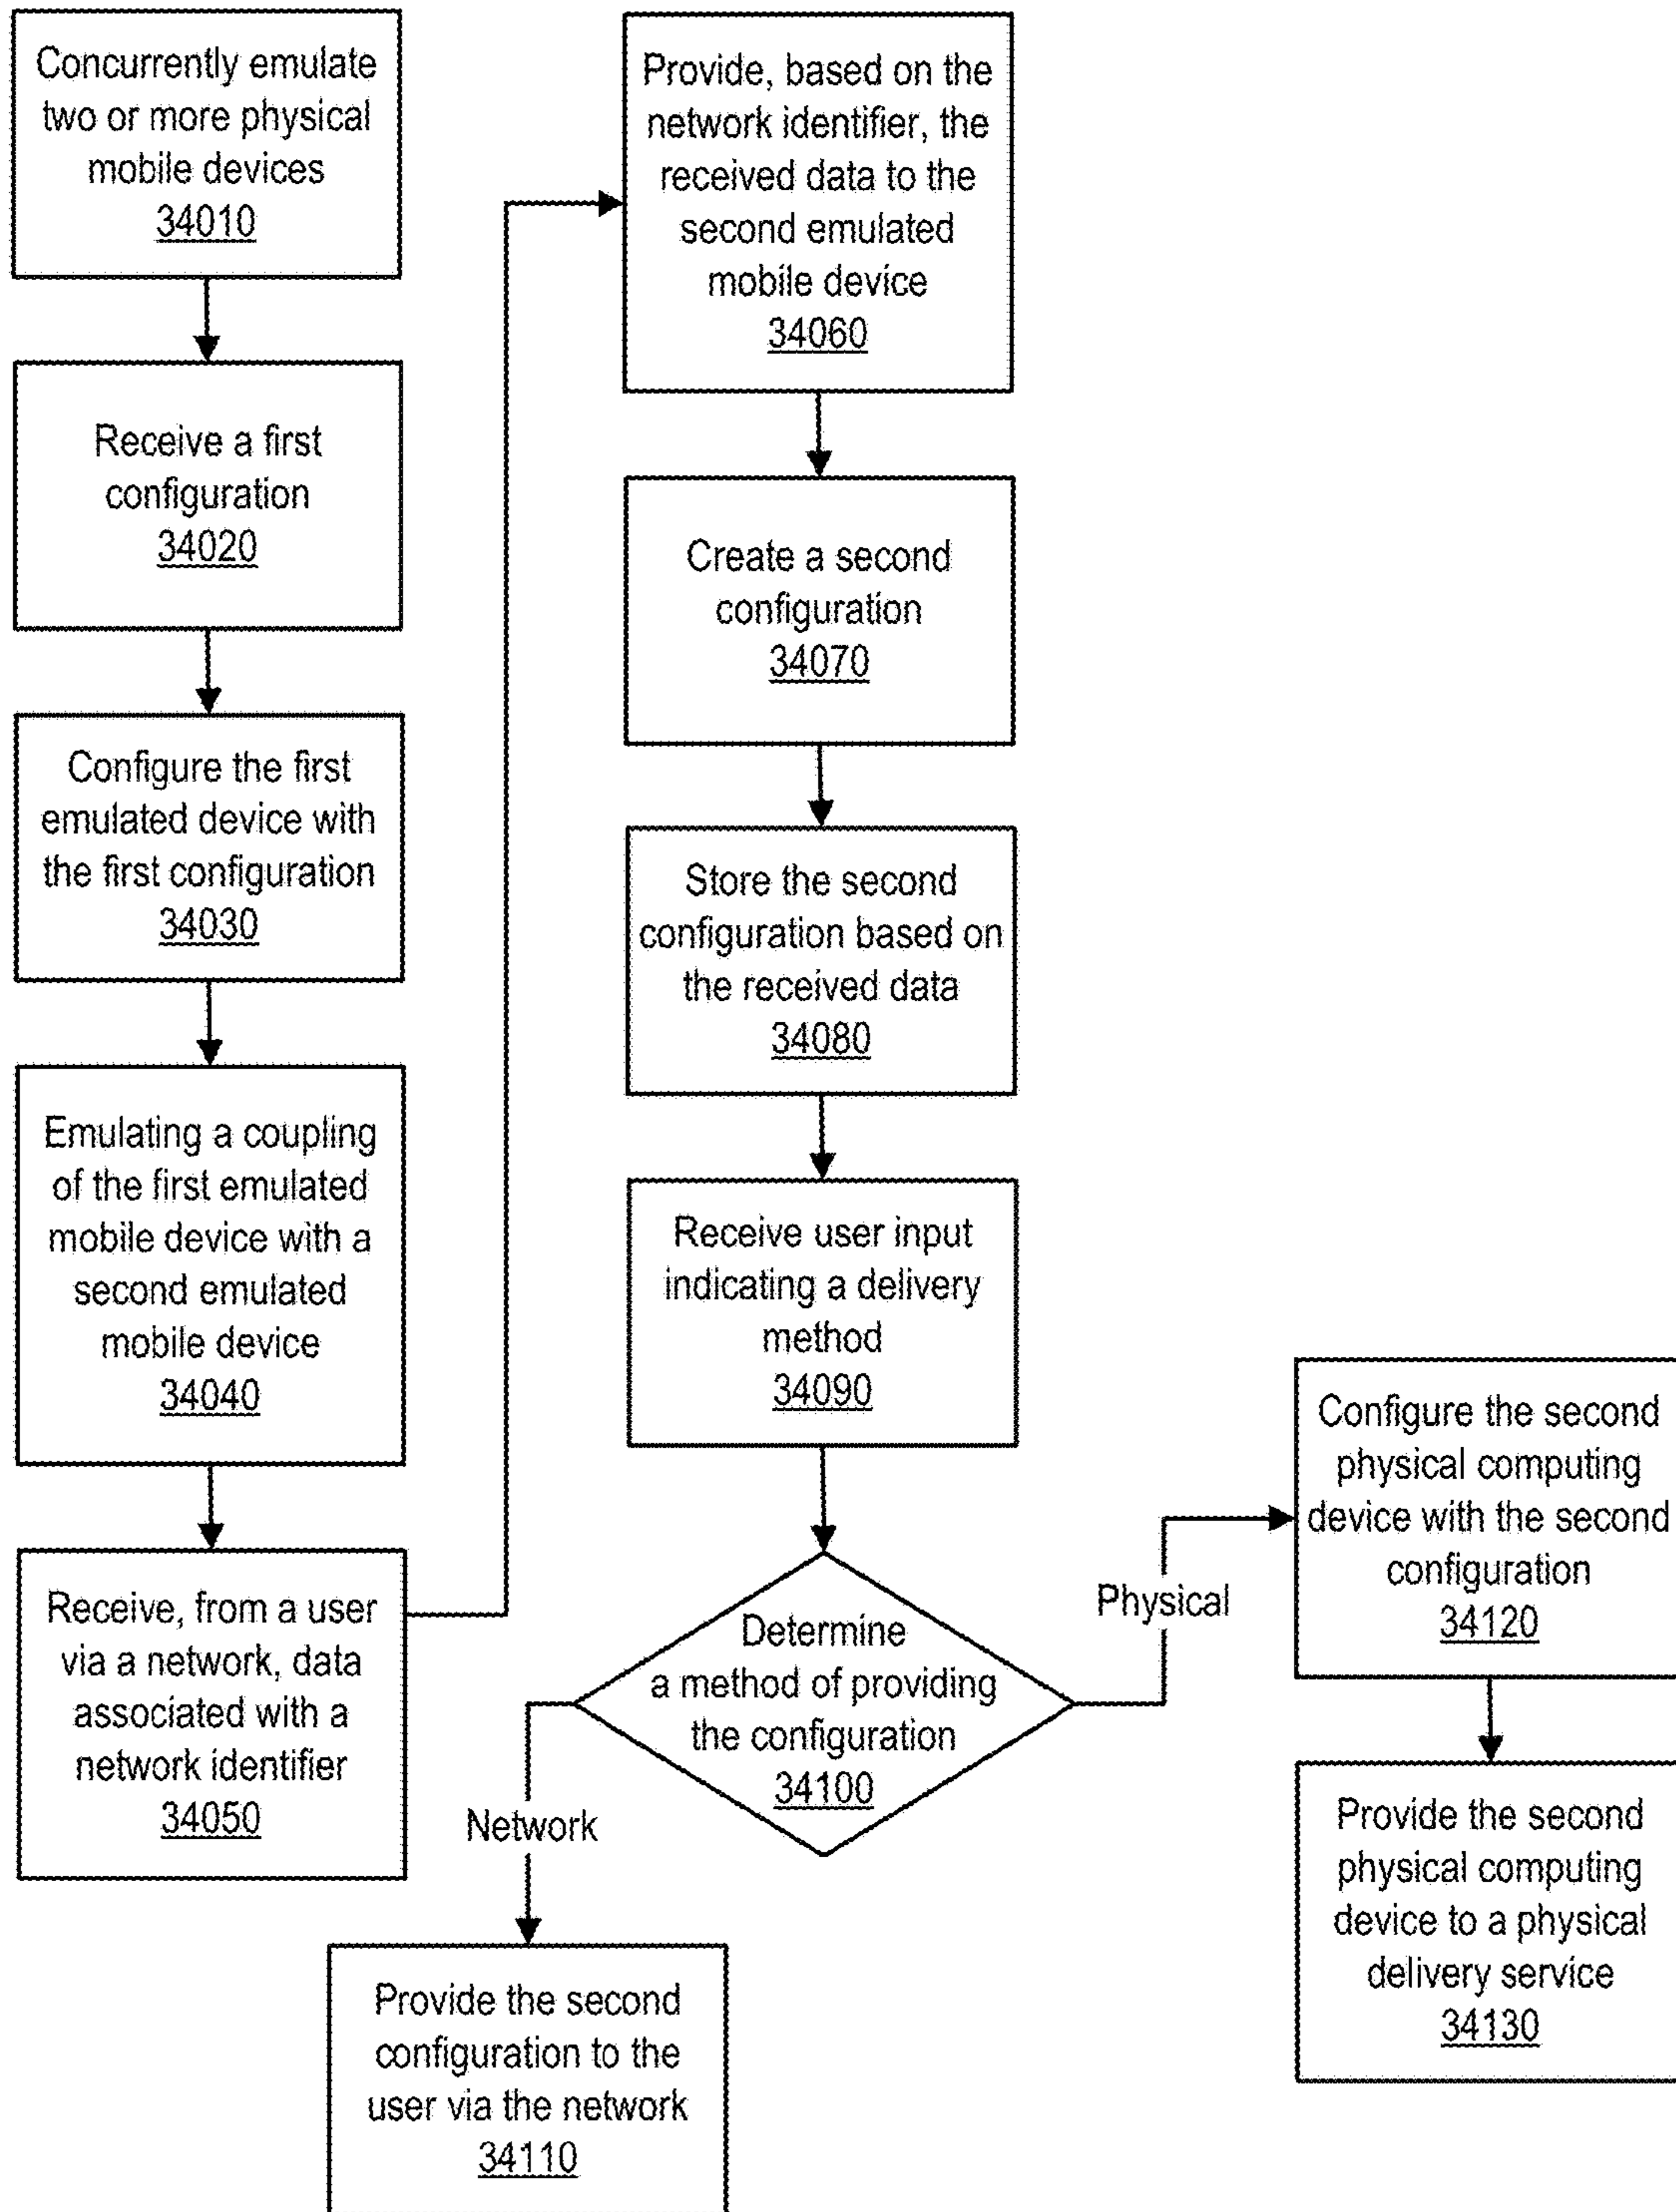 Concurrently emulate
two or more physical
mobile devices
34010
Receive a first
configuration
34020
Configure the first
emulated device with
the first configuration
34030
Emulating a coupling
of the first emulated
mobile device with a
second emulated
mobile device
34040
Receive, from a user
via a network, data
associated with a
network identifier
34050
Provide, based on the
network identifier, the
received data to the
second emulated
mobile device
34060
Create a second
configuration
34070
Store the second
configuration based on
the received data
34080
Receive user input
indicating a delivery
method
34090
Determine
a method of providing
the configuration
34100
Network
Provide the second
configuration to the
user via the network
34110
Physical
Configure the second
physical computing
device with the second
configuration
34120
Provide the second
physical computing
device to a physical
delivery service
34130